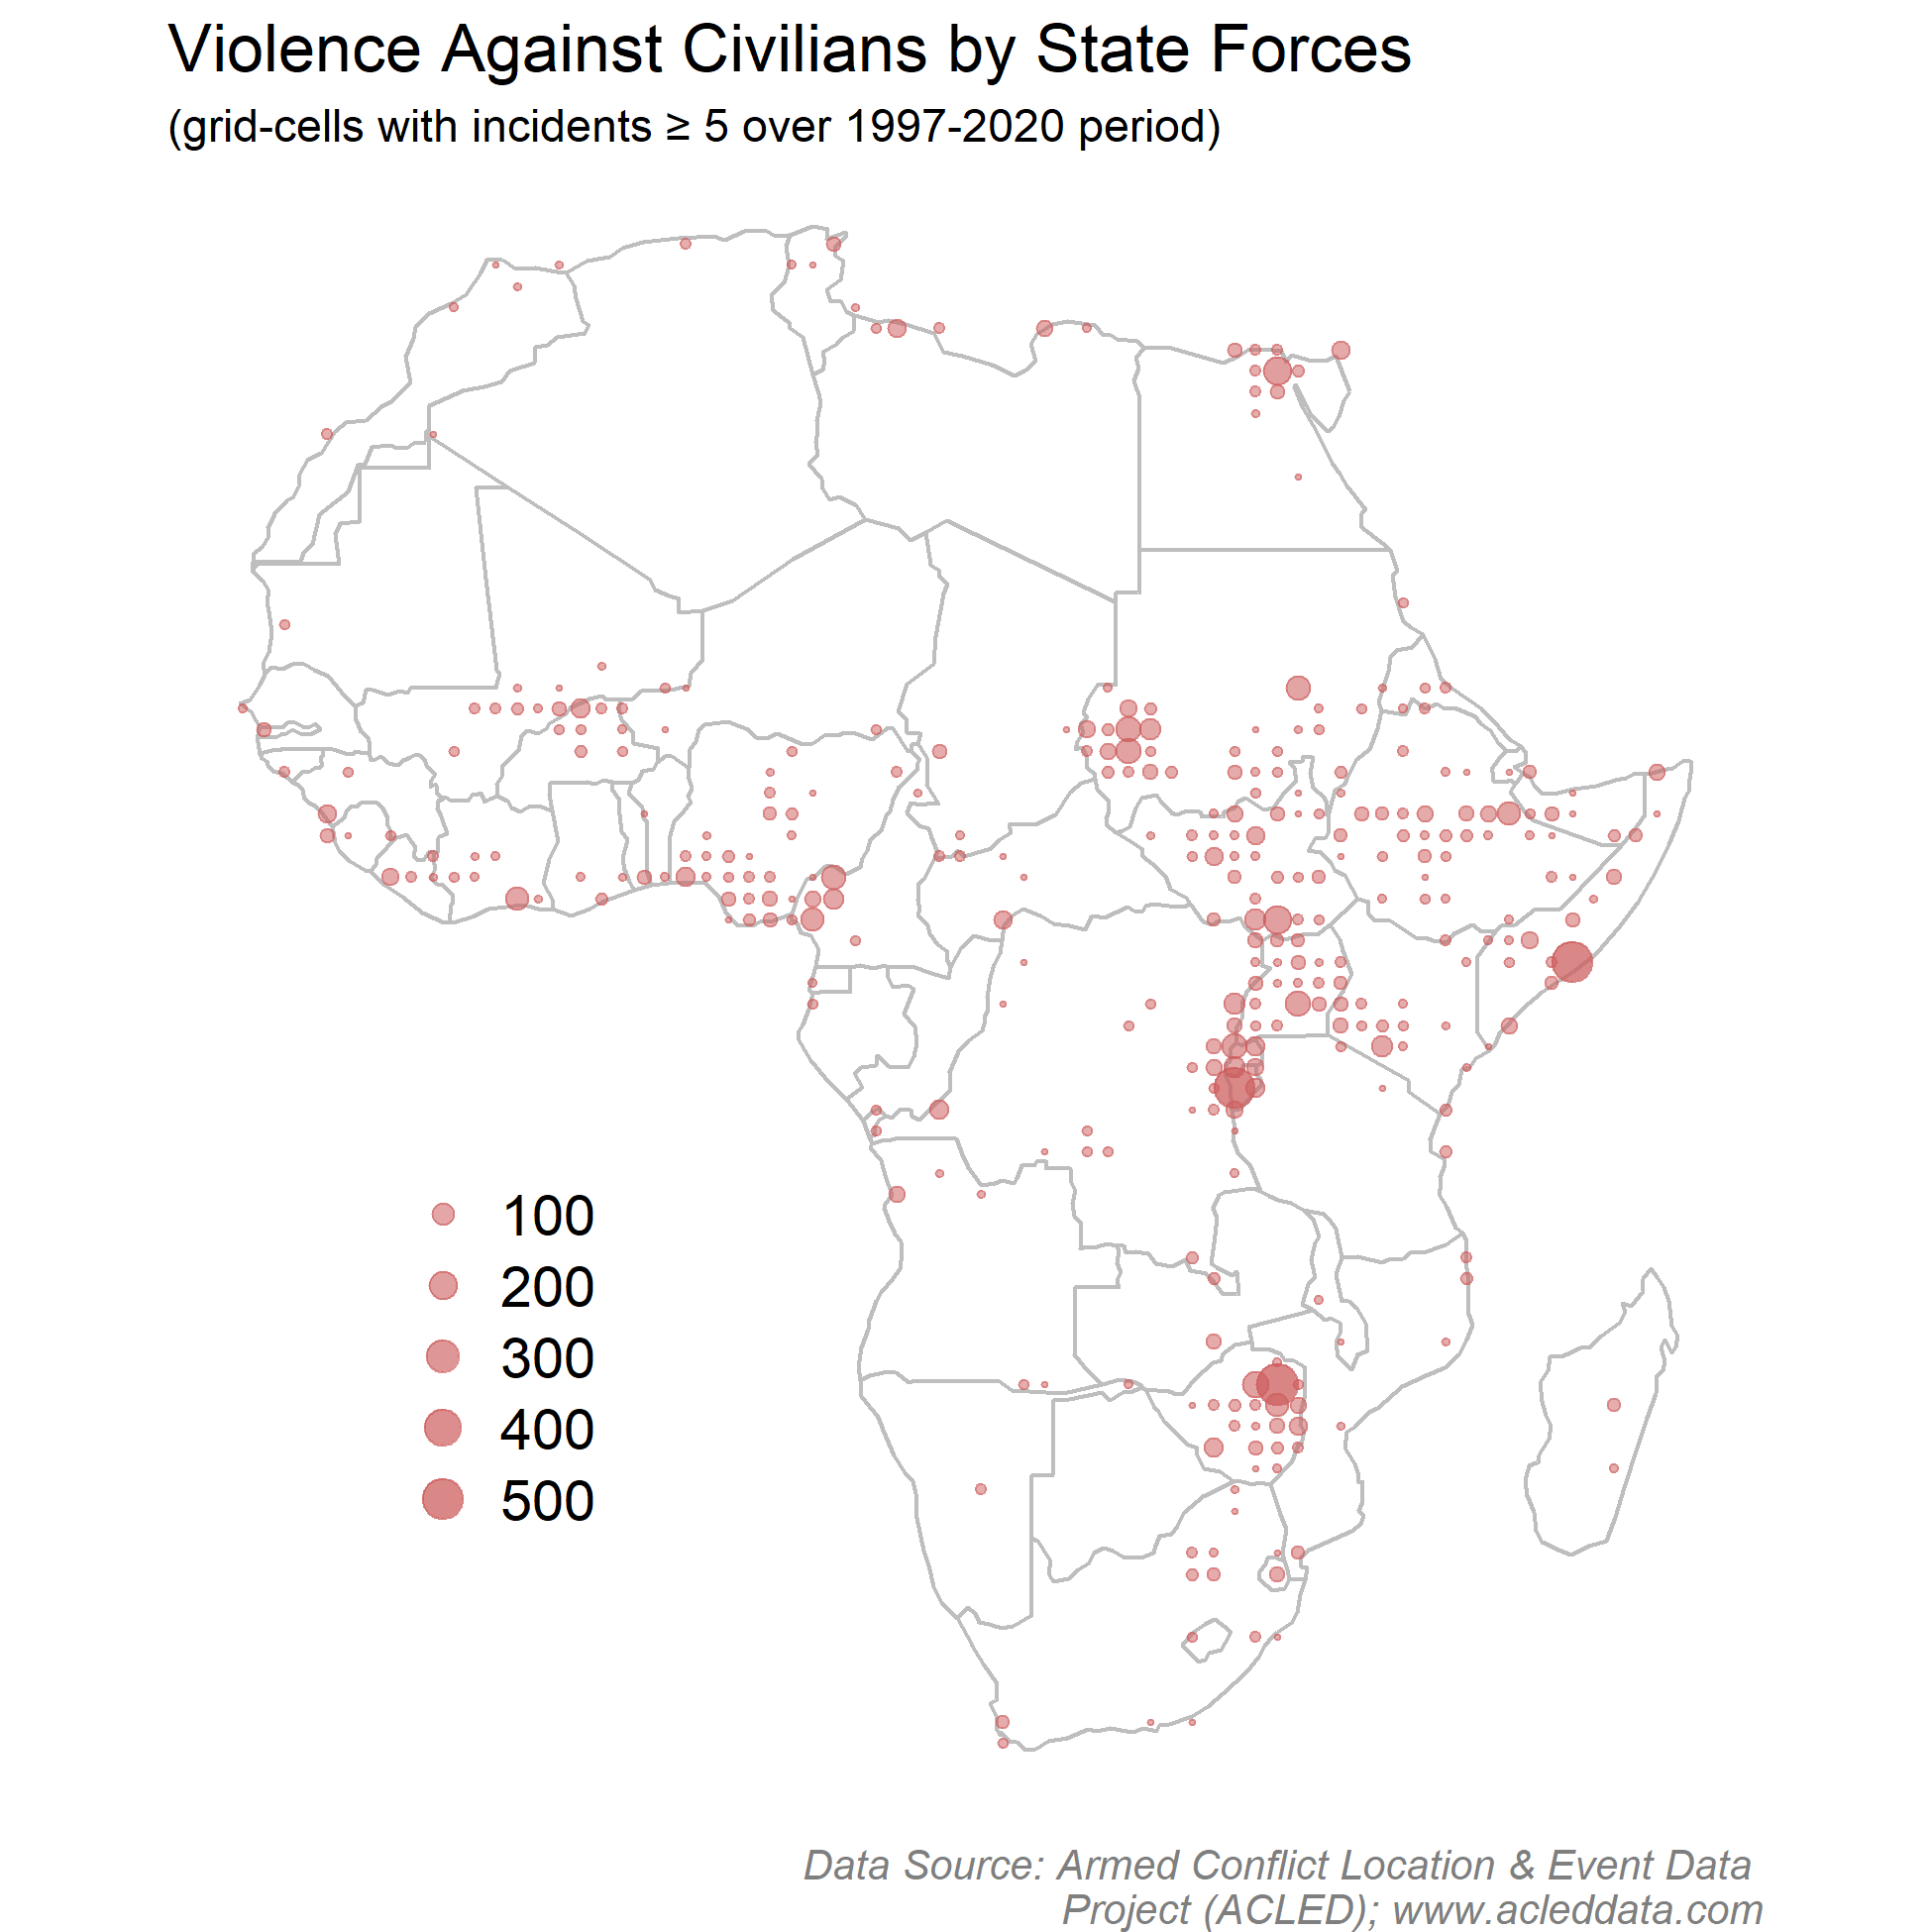 Violence Against Civilians by State Forces
(grid-cells with incidents ≥ 5 over 1997-2020 period)
100
200
300
400
500
Data Source: Armed Conflict Location & Event Data
Project (ACLED); www.acleddata.com